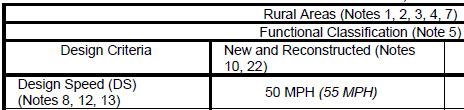 Rural Areas (Notes 1, 2, 3, 4, 7)
Functional Classification (Note 5)
Design Criteria
New and Reconstructed (Notes
10, 22)
Design Speed (DS)
(Notes 8, 12, 13)
50 MPH (55 MPH)